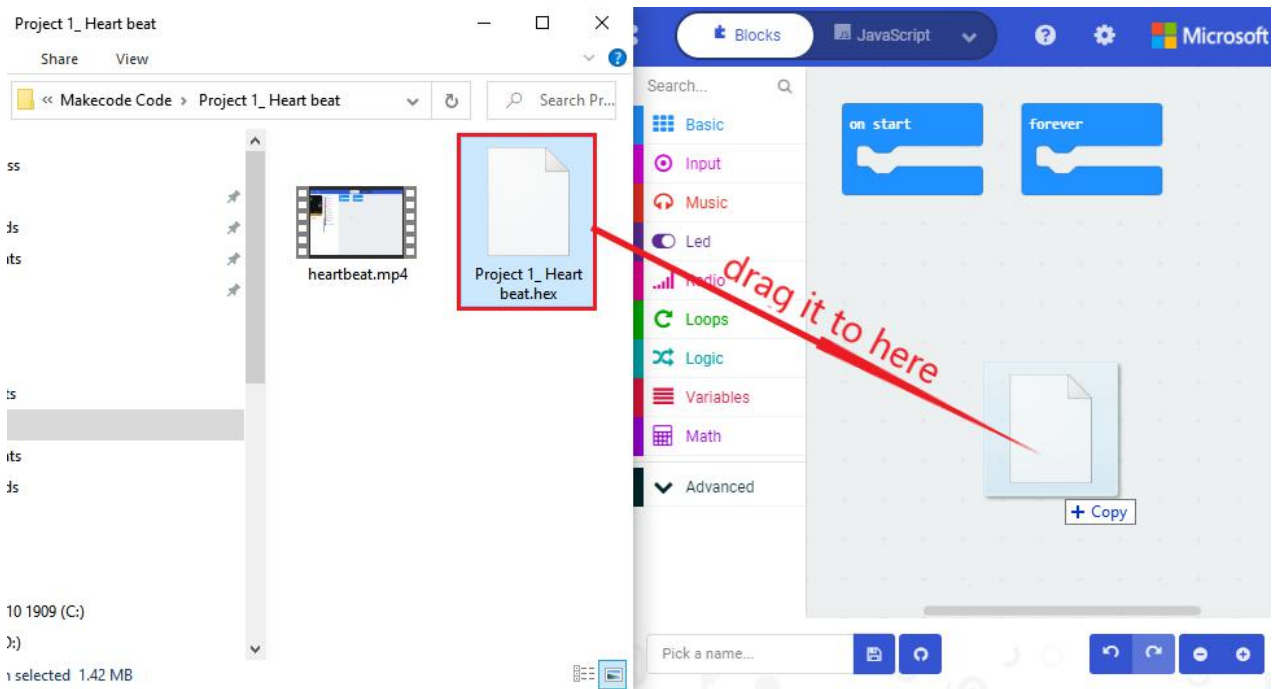 Project 1_ Heart beat
Share View
« Makecode Code › Project 1_ Heart beat
Search Pr...
ss
ds
its
ts
its
ds
10 1909 (C:)
selected 1.42 MB
heartbeat.mp4
Project 1_ Heart
beat.hex
drag it to here
Blocks
JavaScript
Microsoft
Search...
Basic
on start
forever
Input
Music
Led
Radio
Loops
Logic
Variables
Math
Advanced
+ Copy
Pick a name...